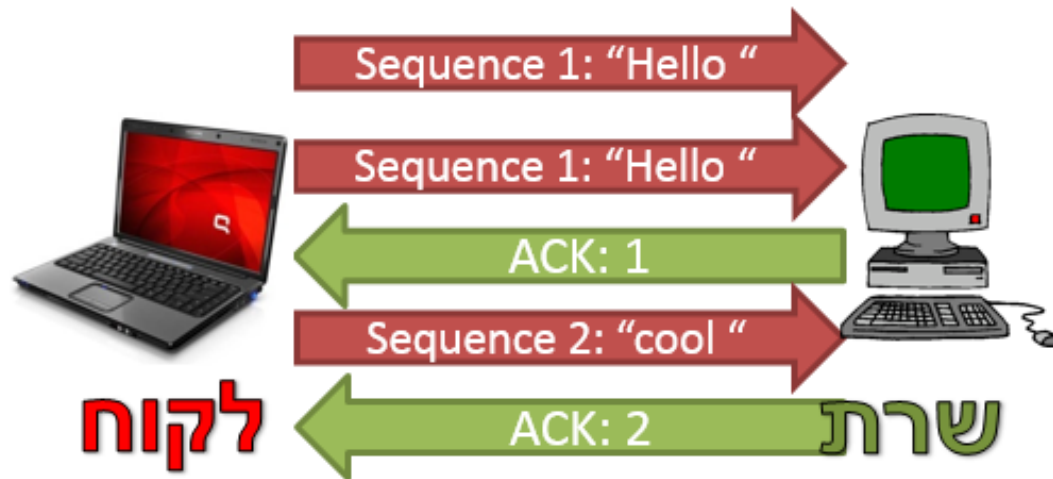 Sequence 1: “Hello “
Sequence 1: “Hello “
ACK: 1
Sequence 2: “cool “
ACK: 2
לקוח
שרת